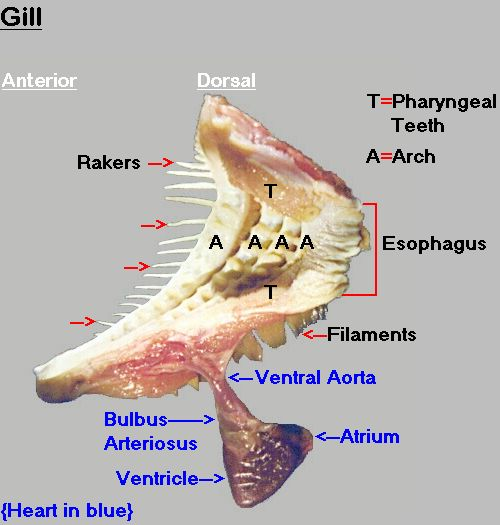 Gill
Anterior
Dorsal
T=Pharyngeal
Teeth
A=Arch
Rakers
T
A A A A
Esophagus
T
Filaments
Ventral Aorta
Bulbus
Arteriosus
Atrium
Ventricle
{Heart in blue}